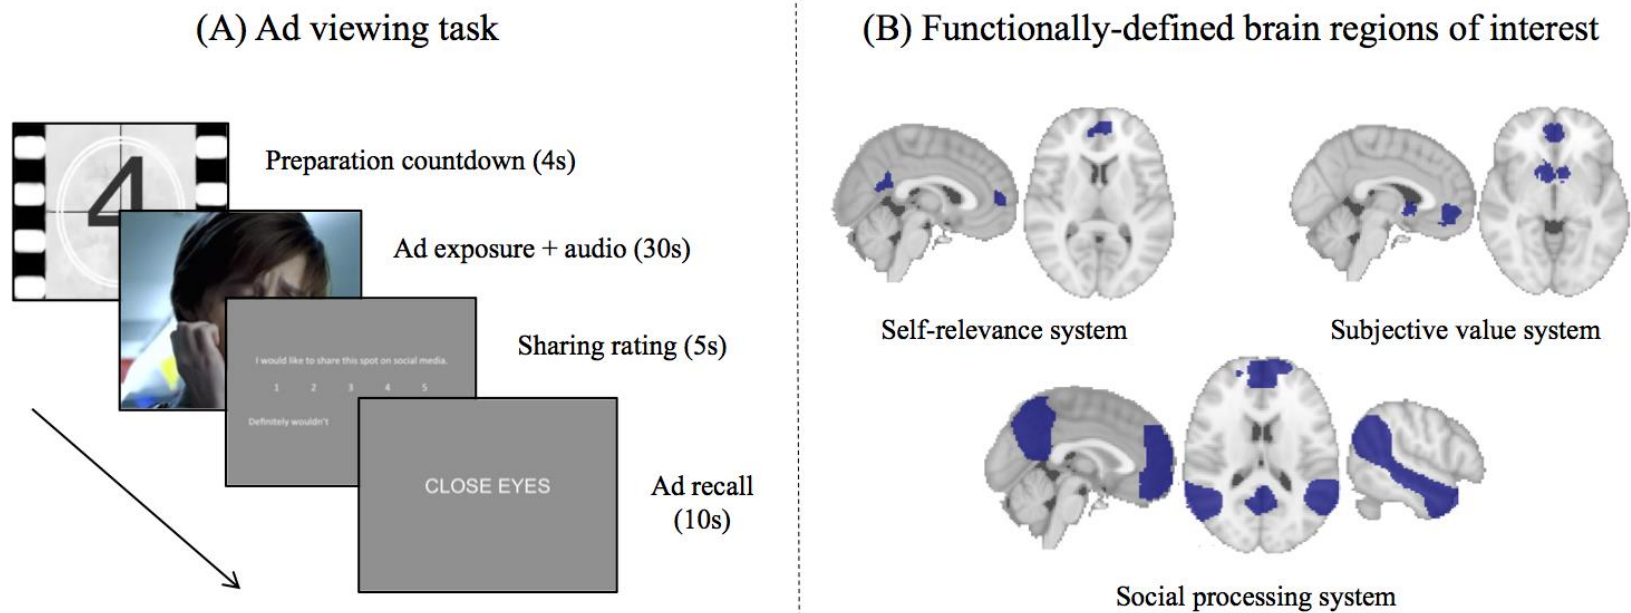 (A) Ad viewing task
4
Preparation countdown (4s)
Ad exposure + audio (30s)
Sharing rating (5s)
I would like to share this spot on social media.
1 2 3 4 5
Definitely wouldn't
CLOSE EYES
Ad recall
(10s)
(B) Functionally-defined brain regions of interest
Self-relevance system
Subjective value system
Social processing system